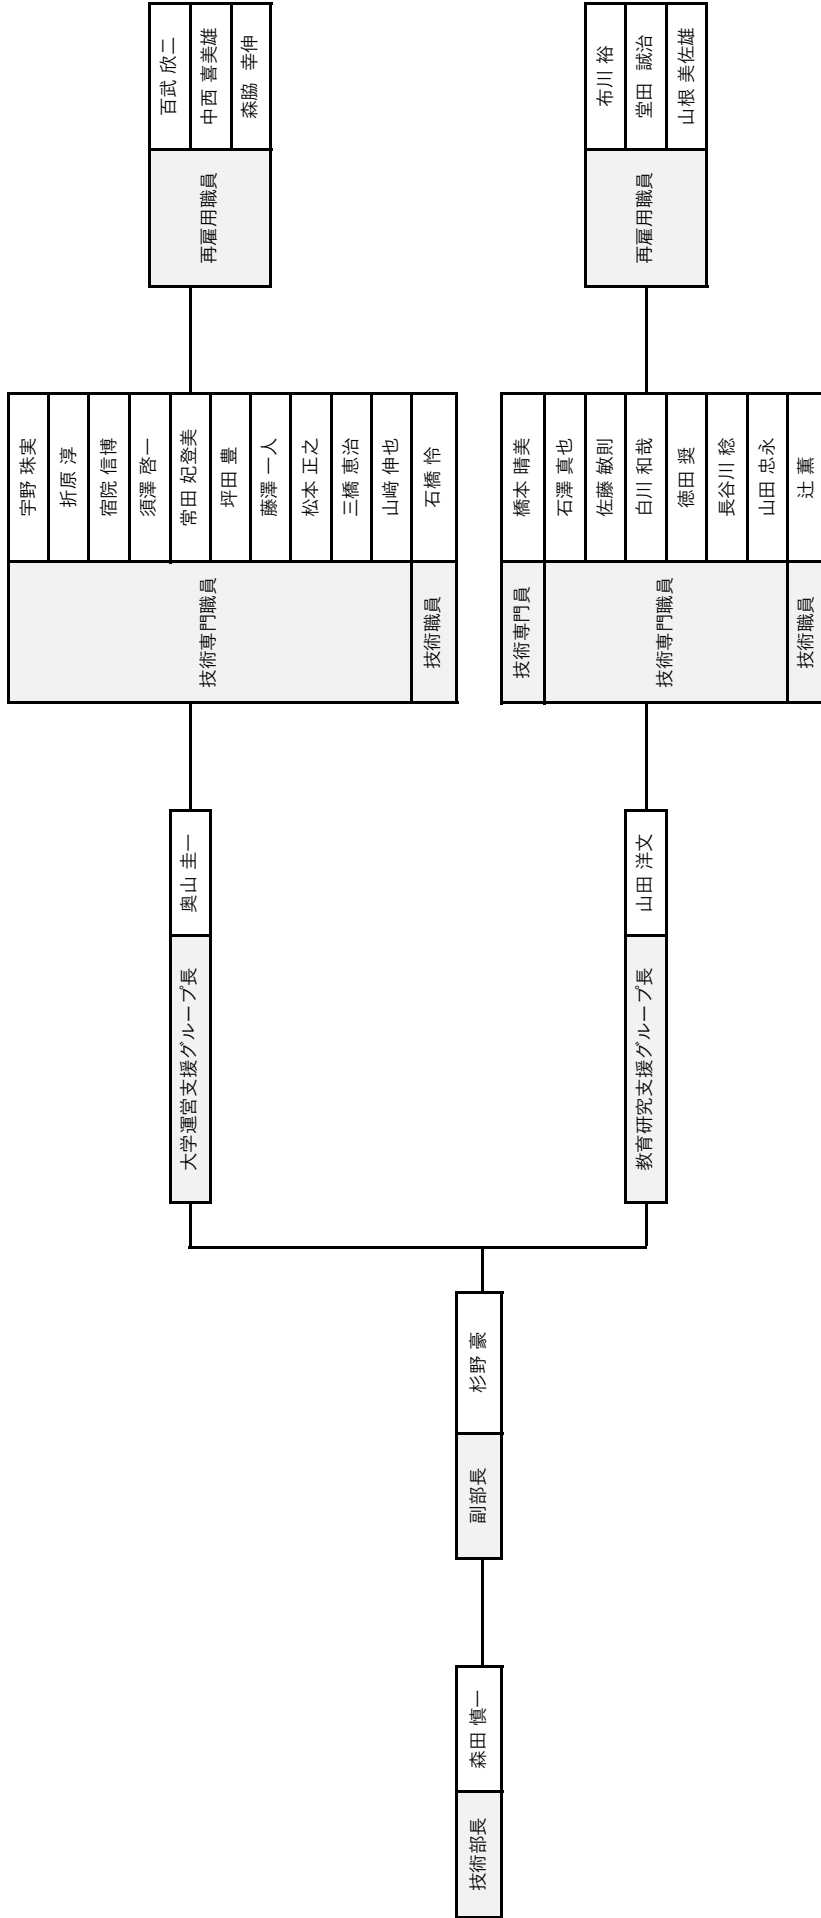 技術部長
森田 慎一
副部長
杉野 豪
大学運営支援グループ長
奥山 圭一
技術専門職員
宇野 珠実
折原 淳
宿院 信博
須澤 啓一
常田 妃登美
坪田 豊
藤澤 一人
松本 正之
三橋 恵治
山﨑 伸也
技術職員
石橋 怜
再雇用職員
百武 欣二
中西 喜美雄
森脇 幸伸
教育研究支援グループ長
山田 洋文
技術専門員
橋本 晴美
技術専門職員
石澤 真也
佐藤 敏則
白川 和哉
徳田 奨
長谷川 稔
山田 忠永
技術職員
辻 薫
再雇用職員
布川 裕
堂田 誠治
山根 美佐雄